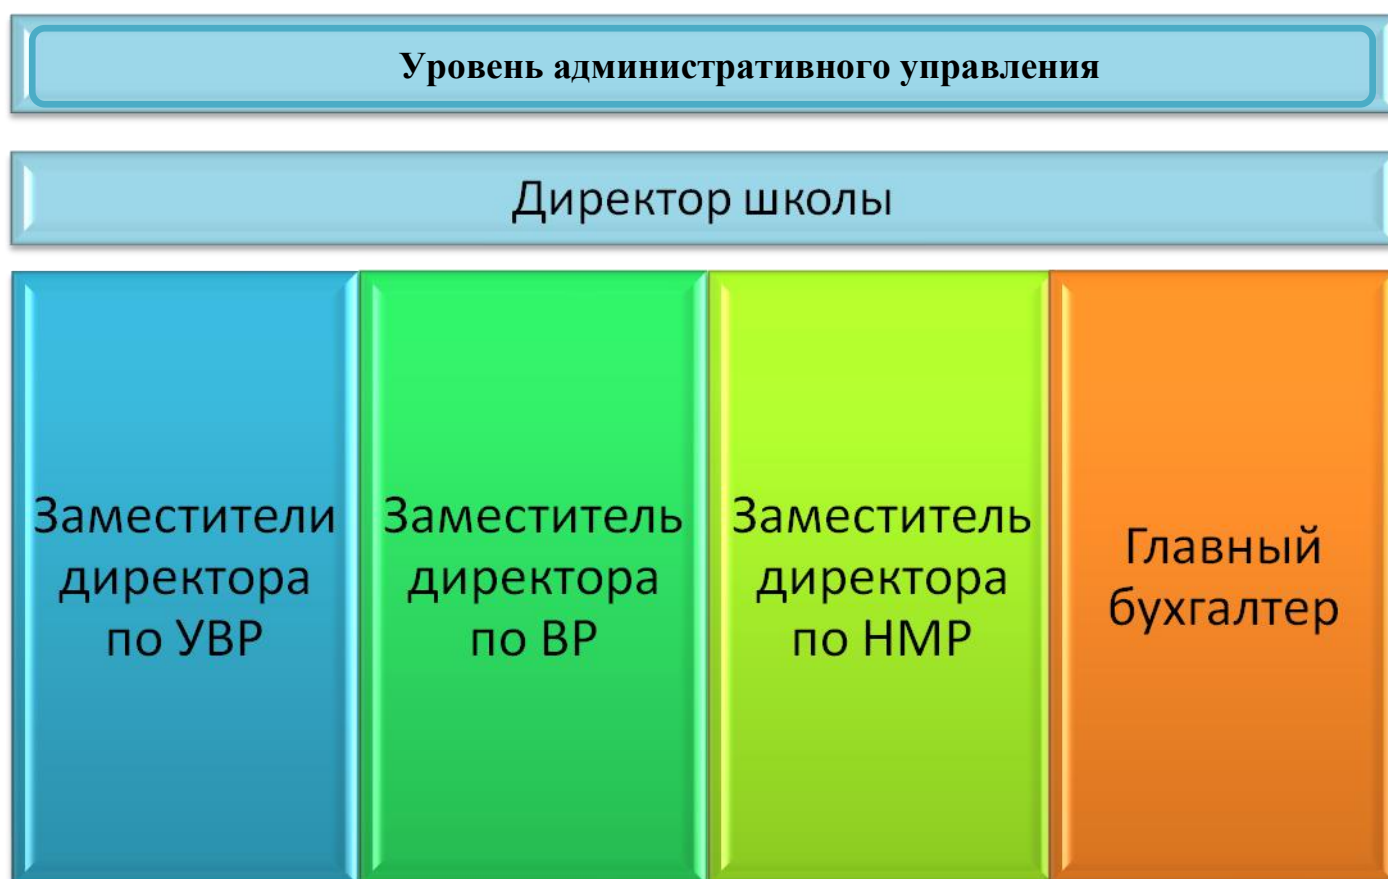 Уровень административного управления
Директор школы
Заместители
директора
по УВР
Заместитель
директора
по ВР
Заместитель
директора
по НМР
Главный
бухгалтер